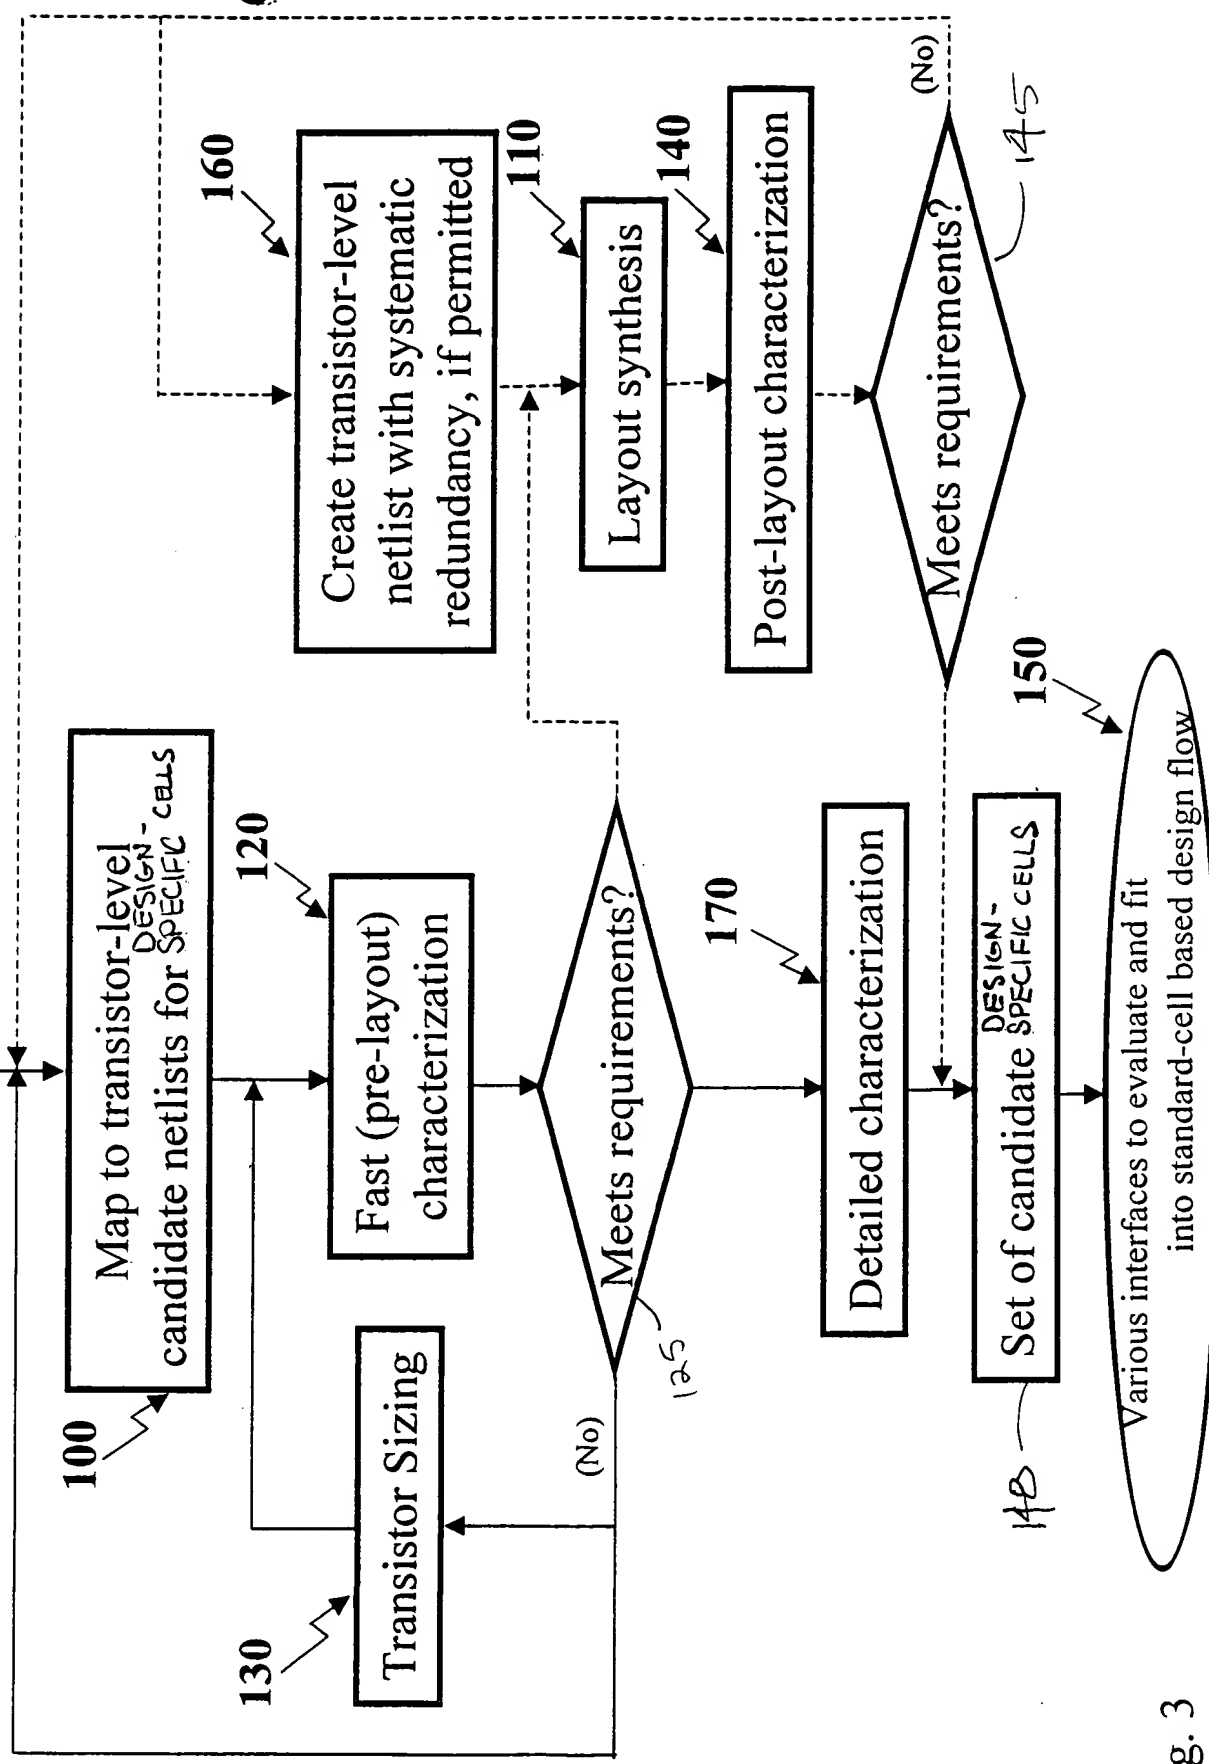 100
Map to transistor-level
DESIGN-
candidate netlists for SPECIFIC CELLS
120
Fast (pre-layout)
characterization
130
Transistor Sizing
(No)
Meets requirements?
125
160
Create transistor-level
netlist with systematic
redundancy, if permitted
110
Layout synthesis
140
Post-layout characterization
(No)
Meets requirements?
145
170
Detailed characterization
DESIGN-
Set of candidate SPECIFIC CELLS
148
150
Various interfaces to evaluate and fit
into standard-cell based design flow
g. 3